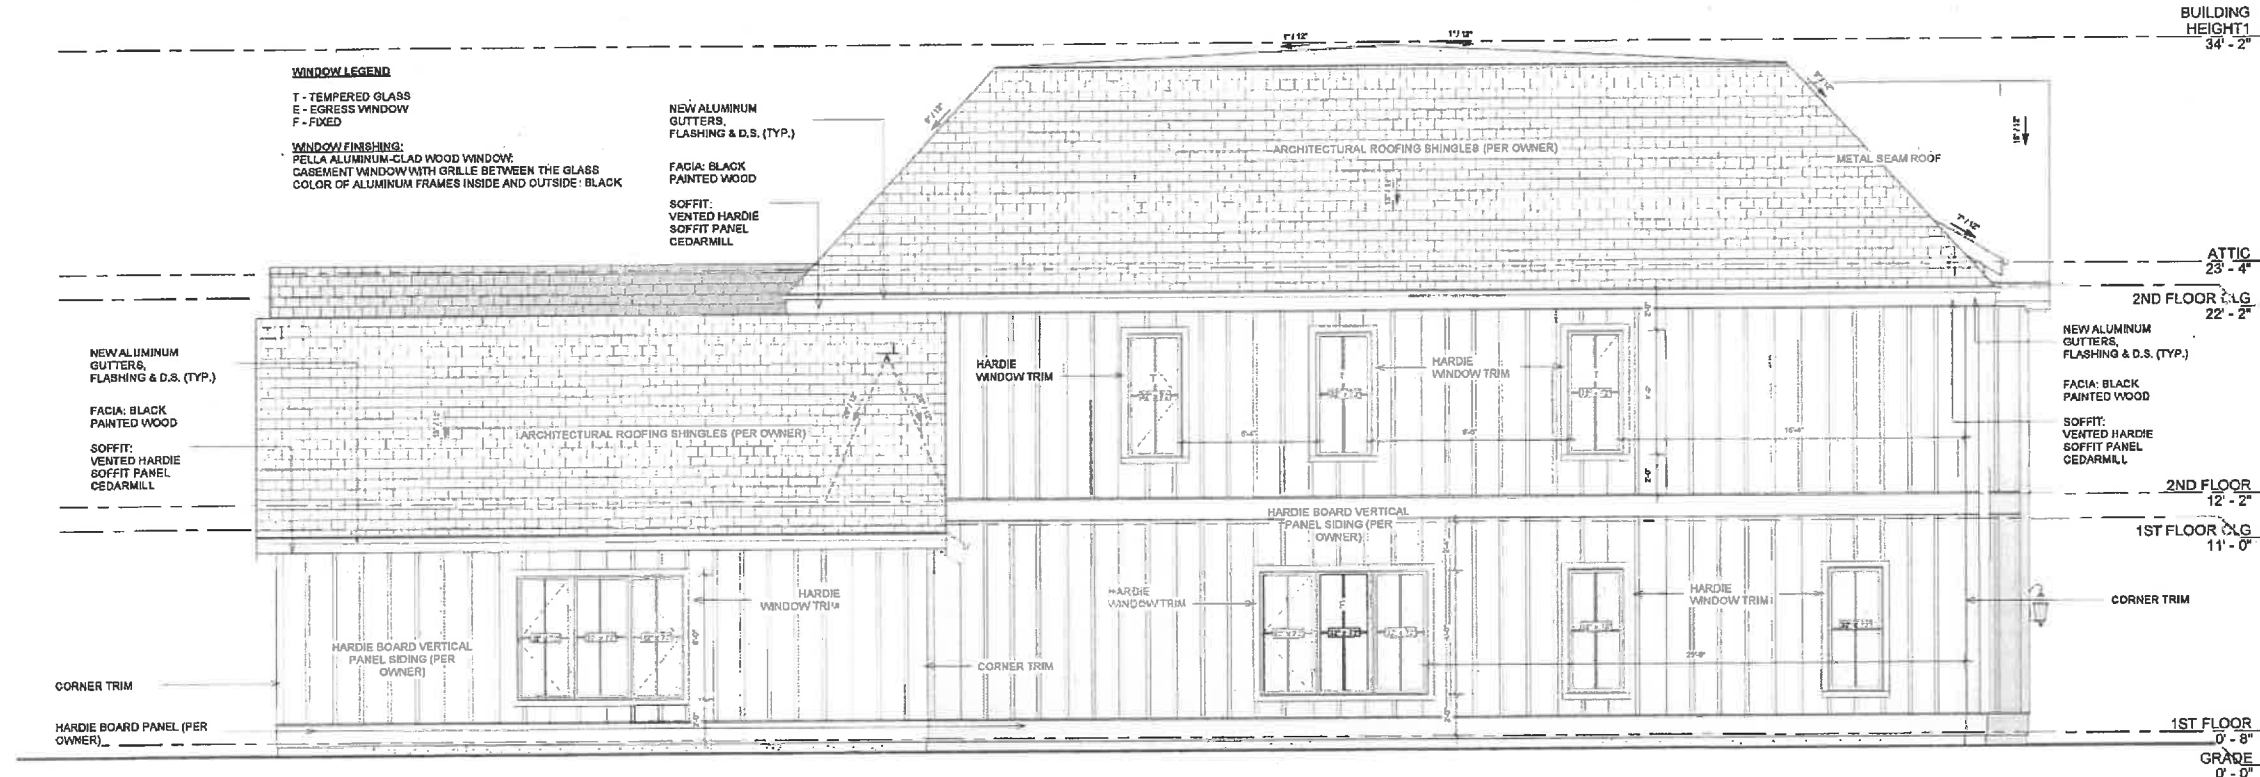 BUILDING
HEIGHT1
34' - 2"
WINDOW LEGEND
T - TEMPERED GLASS
E - EGRESS WINDOW
F - FIXED
WINDOW FINISHING:
PELLA ALUMINUM-CLAD WOOD WINDOW:
CASEMENT WINDOW WITH GRILLE BETWEEN THE GLASS
COLOR OF ALUMINUM FRAMES INSIDE AND OUTSIDE: BLACK
NEW ALUMINUM
GUTTERS,
FLASHING & D.S. (TYP.)
FACIA: BLACK
PAINTED WOOD
SOFFIT:
VENTED HARDIE
SOFFIT PANEL
CEDARMILL
ARCHITECTURAL ROOFING SHINGLES (PER OWNER)
METAL SEAM ROOF
ATTIC
23' - 4"
2ND FLOOR CLG
22' - 2"
NEW ALUMINUM
GUTTERS,
FLASHING & D.S. (TYP.)
FACIA: BLACK
PAINTED WOOD
SOFFIT:
VENTED HARDIE
SOFFIT PANEL
CEDARMILL
ARCHITECTURAL ROOFING SHINGLES (PER OWNER)
HARDIE
WINDOW TRIM
HARDIE
WINDOW TRIM
NEW ALUMINUM
GUTTERS,
FLASHING & D.S. (TYP.)
FACIA: BLACK
PAINTED WOOD
SOFFIT:
VENTED HARDIE
SOFFIT PANEL
CEDARMILL
2ND FLOOR
12' - 2"
HARDIE BOARD VERTICAL
PANEL SIDING (PER
OWNER)
1ST FLOOR CLG
11' - 0"
HARDIE
WINDOW TRIM
HARDIE
WINDOW TRIM
HARDIE
WINDOW TRIM
F
CORNER TRIM
HARDIE BOARD VERTICAL
PANEL SIDING (PER
OWNER)
CORNER TRIM
CORNER TRIM
HARDIE BOARD PANEL (PER
OWNER)
1ST FLOOR
0' - 8"
GRADE
0' - 0"